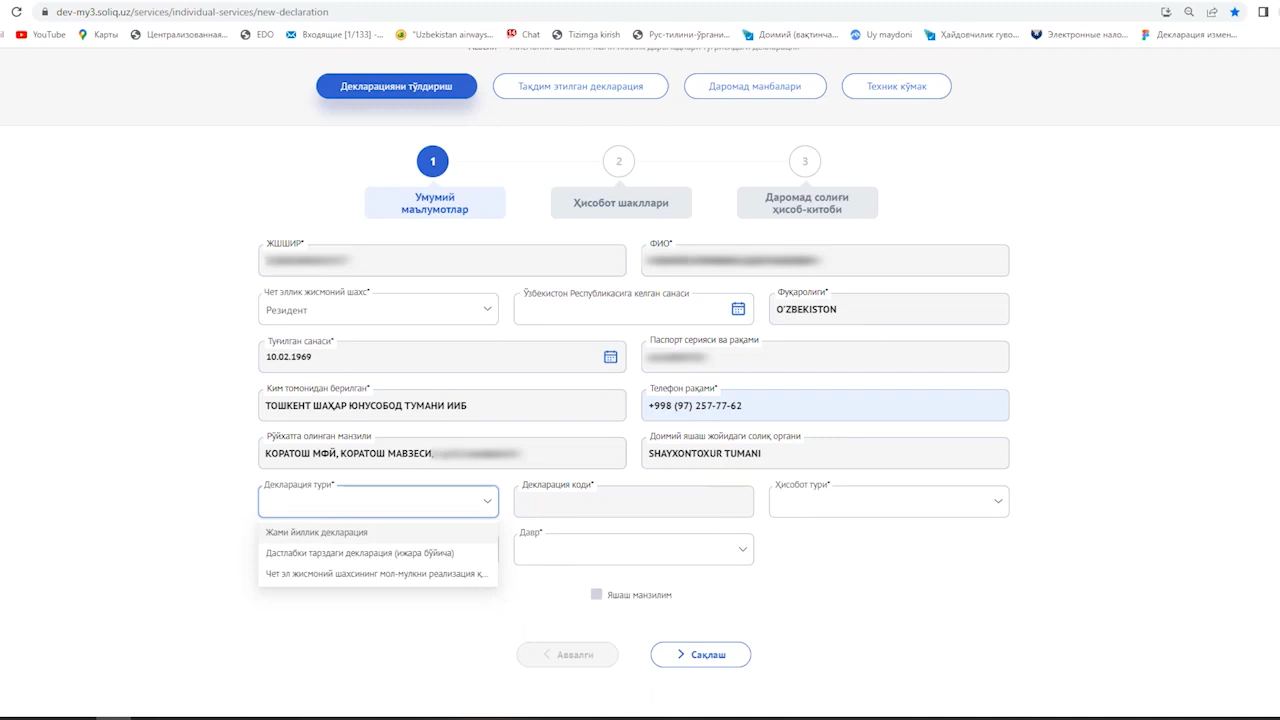 dev-my3.soliq.uz/services/individual-services/new-declaration
YouTube
Карты
Централизованная...
EDO
Входящие [1/133] -...
"Uzbekistan airways...
Chat
Tizimga kirish
Рус-тилини-ўргани...
Доимий (вақтинча...
Uy maydoni
Хайдовчилик гуво...
Электронные нало...
Декларация измен...
Декларацияни тўлдириш
Тақдим этилган декларация
Даромад манбалари
Техник кўмак
1
2
3
Умумий
маълумотлар
Ҳисобот шакллари
Даромад солиғи
ҳисоб-китоби
ЖШШИР*
ФИО*
Чет эллик жисмоний шахс*
Резидент
Ўзбекистон Республикасига келган санаси
Фуқаролиги*
O'ZBEKISTON
Туғилган санаси*
10.02.1969
Паспорт серияси ва рақами
Ким томонидан берилган*
ТОШКЕНТ ШАҲАР ЮНУСОБОД ТУМАНИ ИИБ
Телефон рақами*
+998 (97) 257-77-62
Рўйхатга олинган манзили
КОРАТОШ МФЙ, КОРАТОШ МАВЗЕСИ,
Доимий яшаш жойидаги солиқ органи
SHAYXONTOXUR TUMANI
Декларация тури*
Декларация коди*
Ҳисобот тури*
Жами йиллик декларация
Дастлабки тарздаги декларация (ижара бўйича)
Чет эл жисмоний шахсининг мол-мулкни реализация қ...
Давр*
Яшаш манзилим
Аввалги
Сақлаш